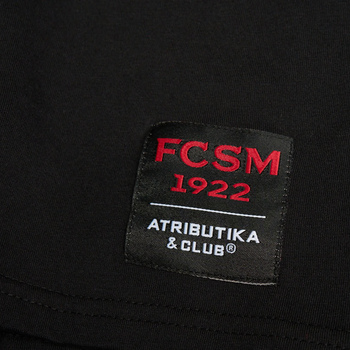 FCSM
1922
ATRIBUTIKA
& CLUB®